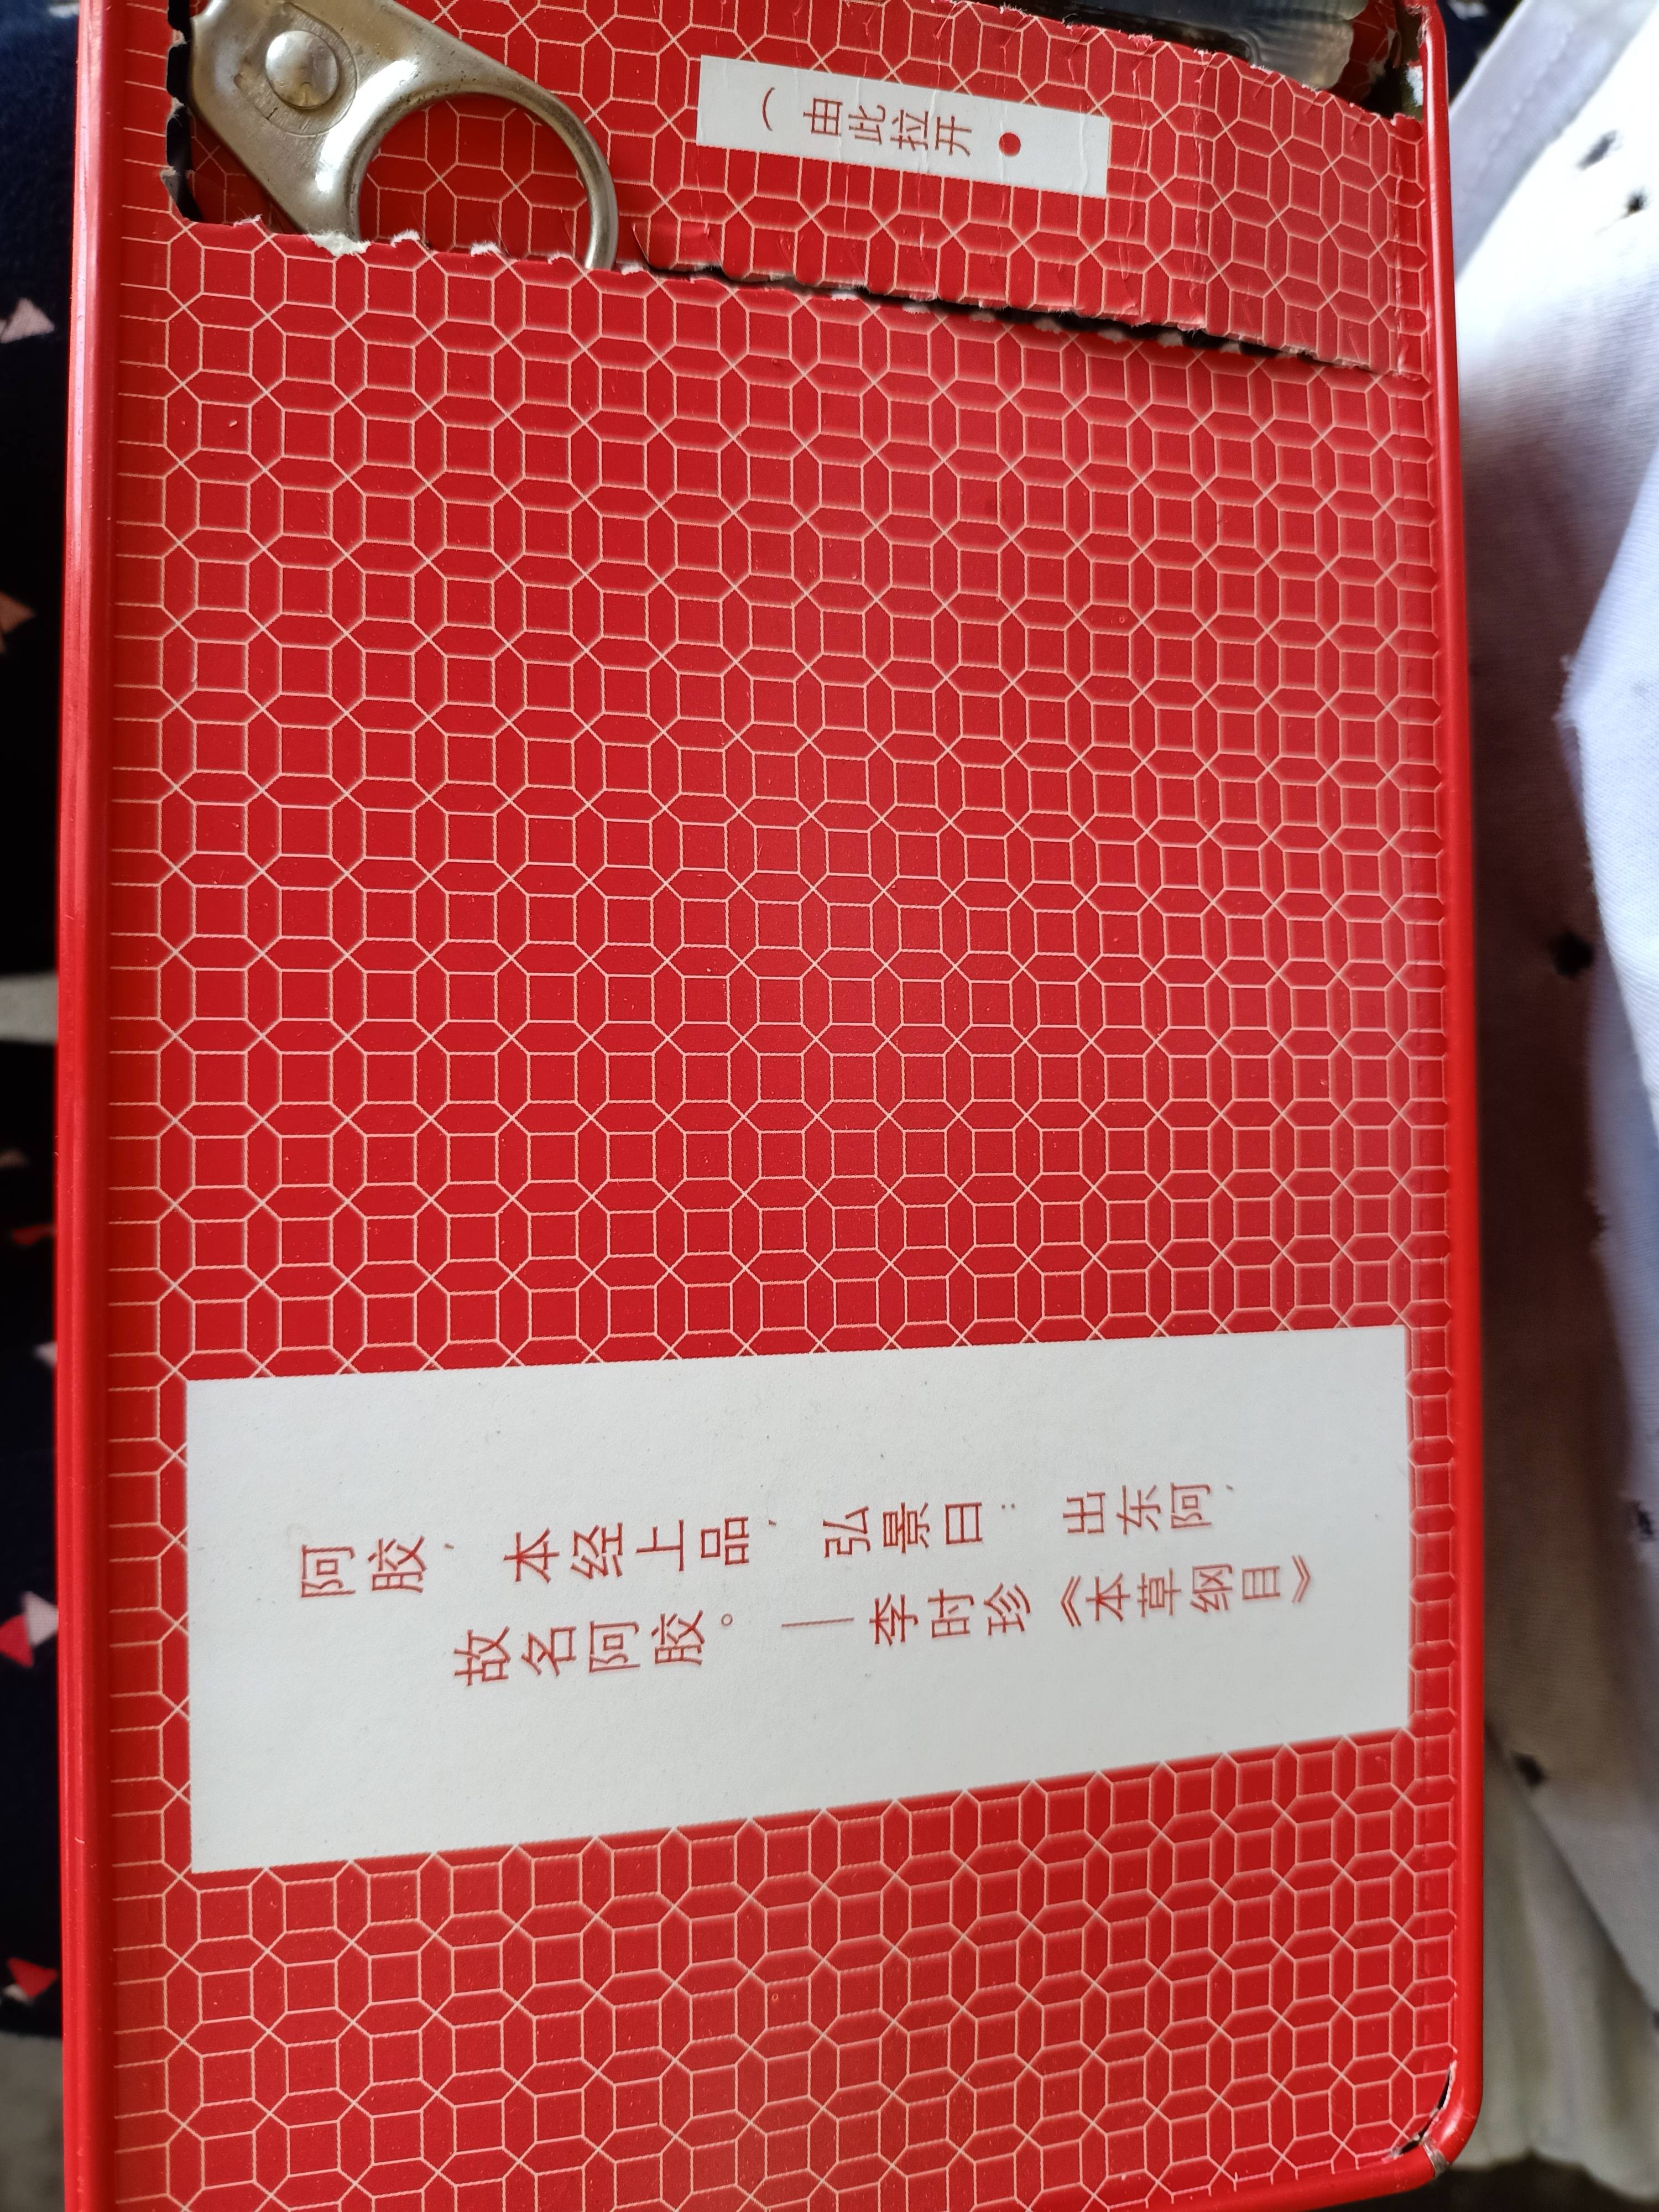 （由此拉开●
阿胶，本经上品，弘景曰：出东阿，
故名阿胶。——李时珍《本草纲目》